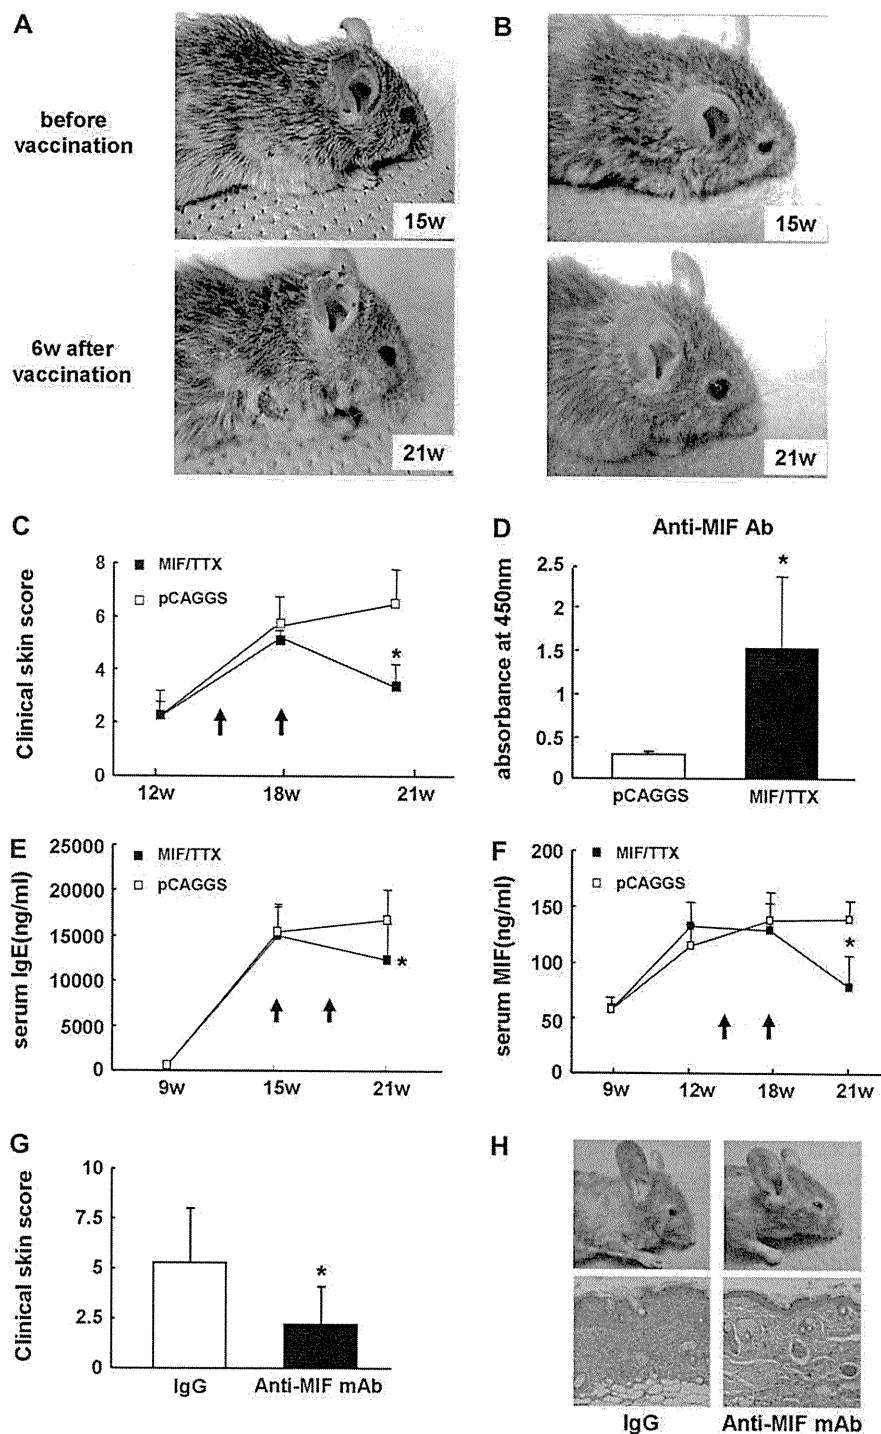 A
B
before
vaccination
15w
15w
6w after
vaccination
21w
21w
C
Clinical skin score
8
6
4
2
0
MIF/TTX
pCAGGS
*
12w
18w
21w
D
Anti-MIF Ab
absorbance at 450nm
2.5
2
1.5
1
0.5
0
*
pCAGGS
MIF/TTX
E
serum IgE(ng/ml)
25000
20000
15000
10000
5000
0
MIF/TTX
pCAGGS
*
9w
15w
21w
F
serum MIF(ng/ml)
200
150
100
50
0
MIF/TTX
pCAGGS
*
9w
12w
18w
21w
G
Clinical skin score
10
7.5
5
2.5
0
*
IgG
Anti-MIF mAb
H
IgG
Anti-MIF mAb